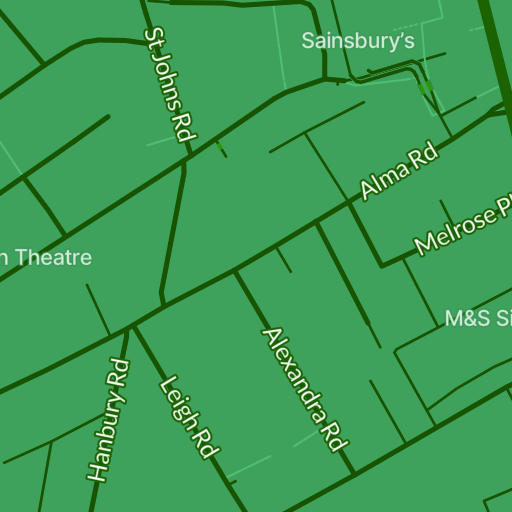 Sainsbury's
St Johns Rd
Alma Rd
Melrose Pl
n Theatre
M&S Si
Alexandra Rd
Hanbury Rd
Leigh Rd